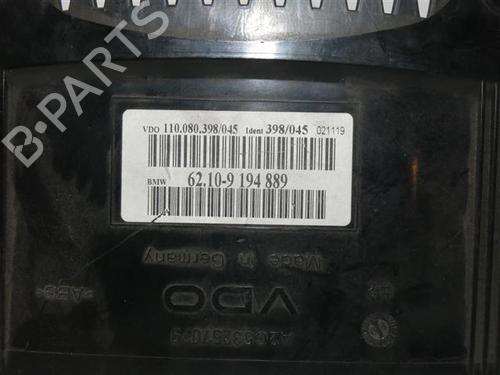 B-PARTS
VDO 110.080.398/045 Ident 398/045 021119
BMW 62.10-9 194 889
Made in Germany
VDO
>ABS<